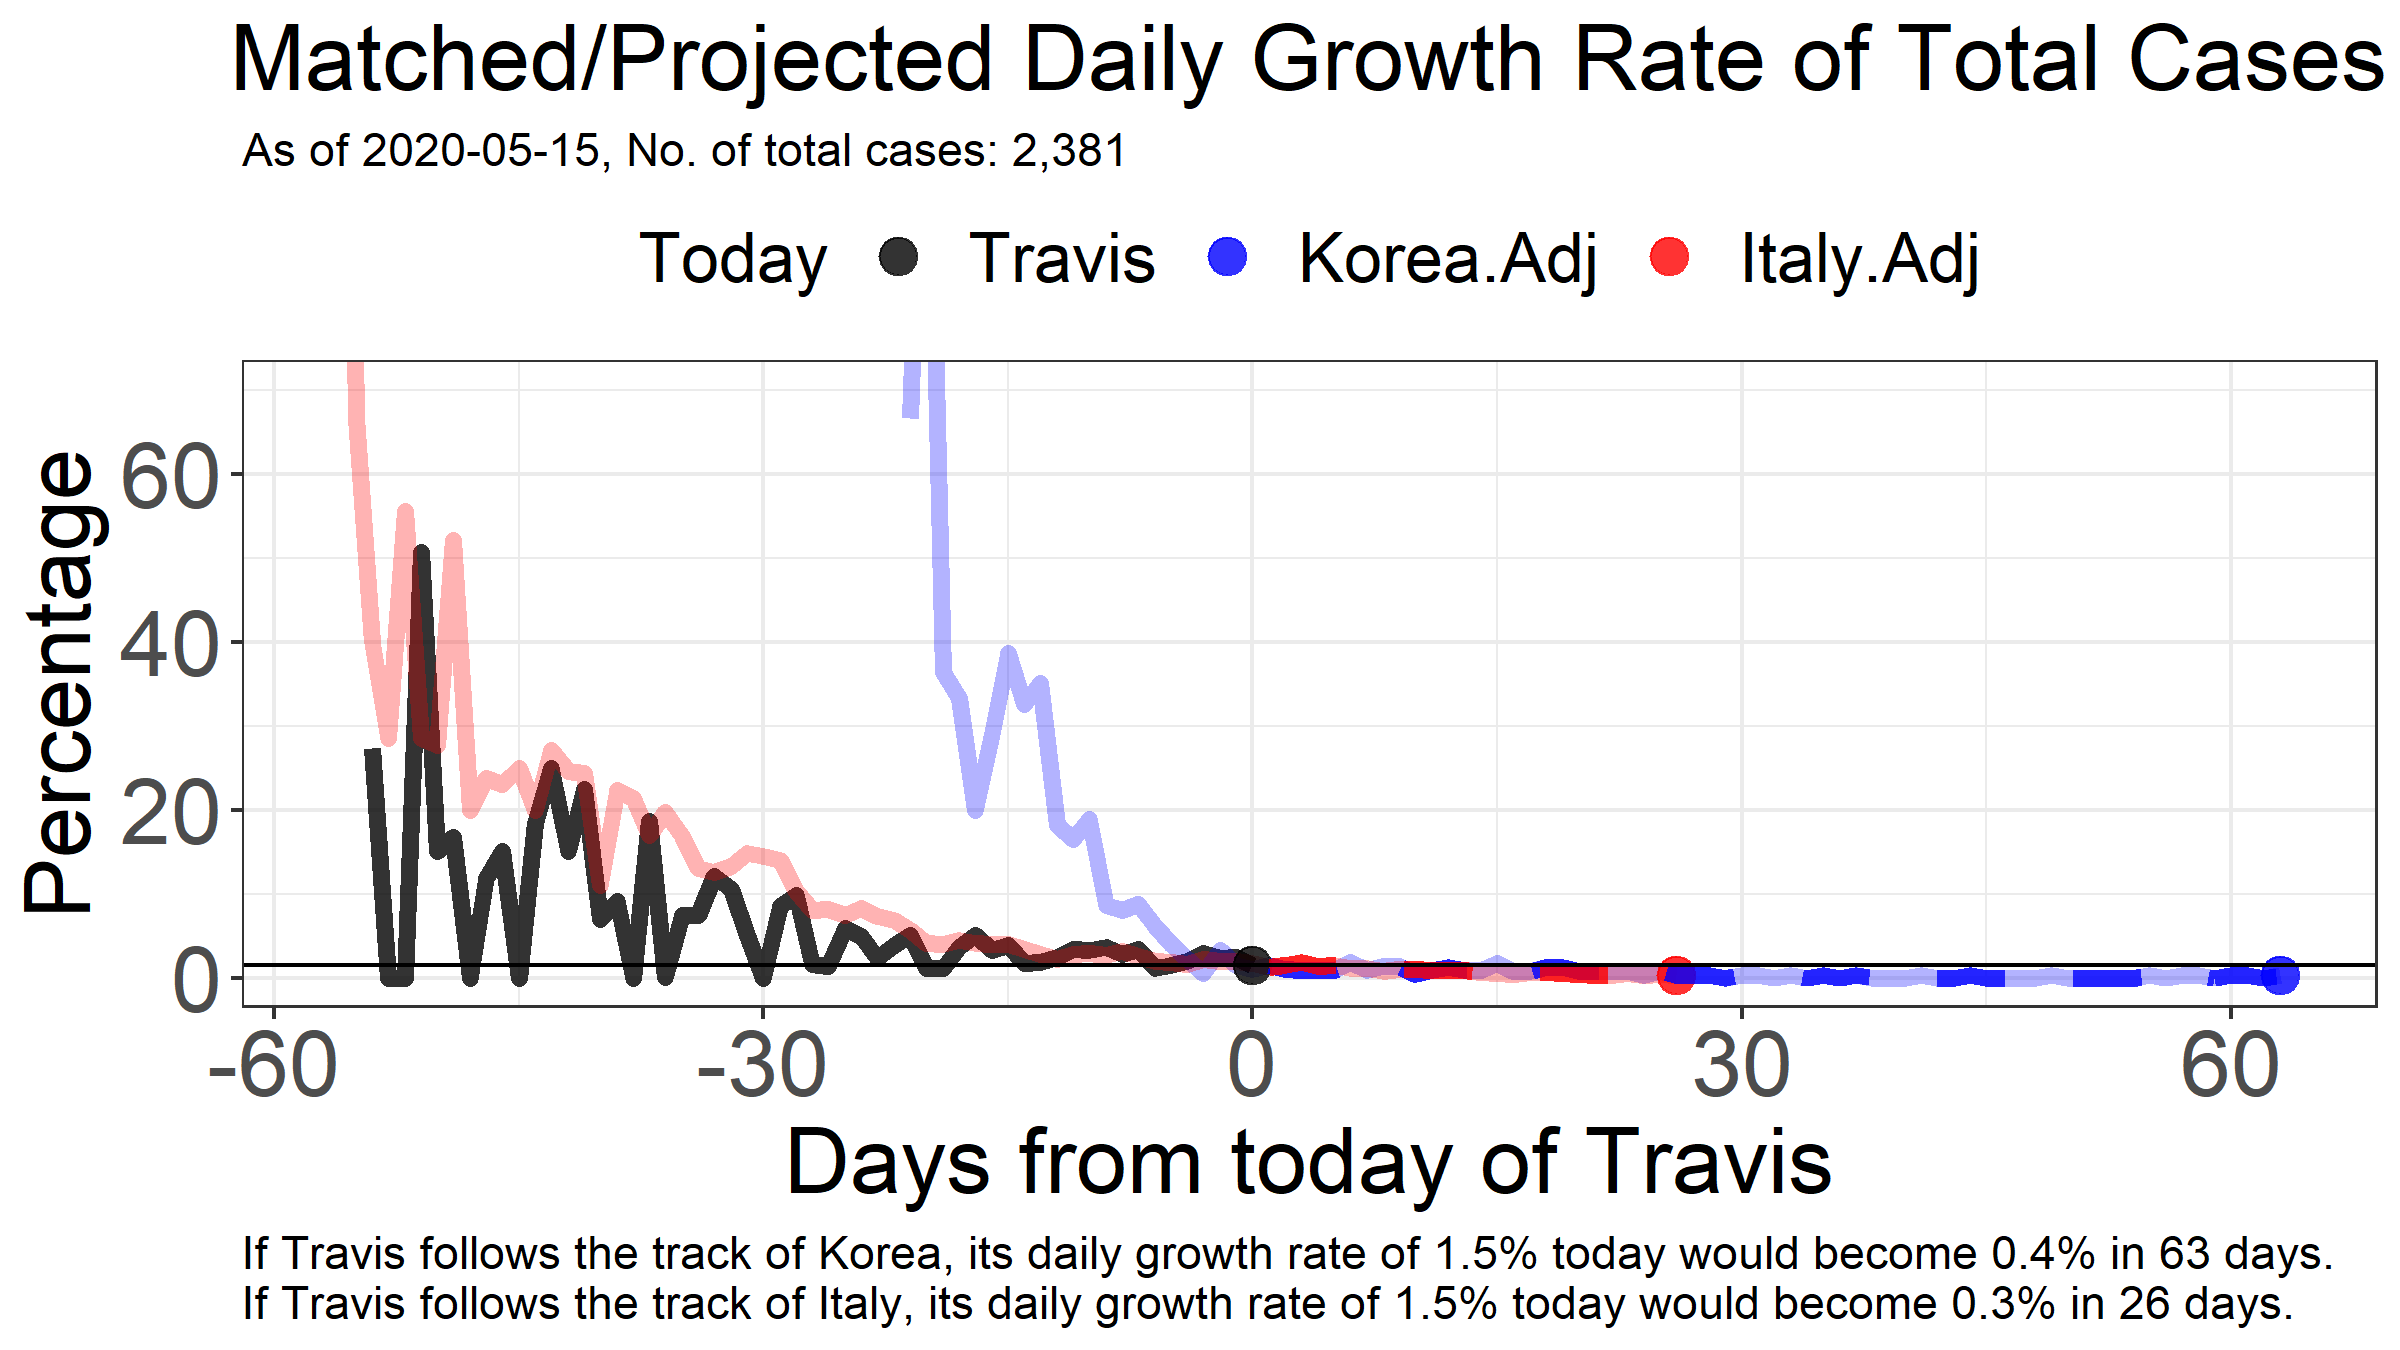 Matched/Projected Daily Growth Rate of Total Cases
As of 2020-05-15, No. of total cases: 2,381
Today Travis Korea.Adj Italy.Adj
Percentage
60
40
20
0
-60 -30 0 30 60
Days from today of Travis
If Travis follows the track of Korea, its daily growth rate of 1.5% today would become 0.4% in 63 days.
If Travis follows the track of Italy, its daily growth rate of 1.5% today would become 0.3% in 26 days.